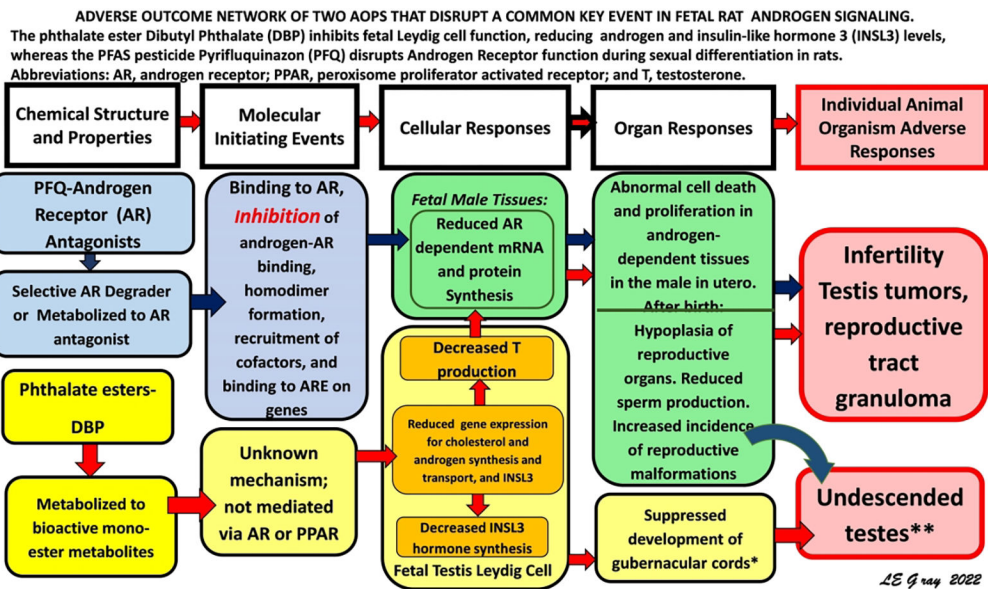 ADVERSE OUTCOME NETWORK OF TWO AOPS THAT DISRUPT A COMMON KEY EVENT IN FETAL RAT ANDROGEN SIGNALING.
The phthalate ester Dibutyl Phthalate (DBP) inhibits fetal Leydig cell function, reducing androgen and insulin-like hormone 3 (INSL3) levels,
whereas the PFAS pesticide Pyrifluquinazon (PFQ) disrupts Androgen Receptor function during sexual differentiation in rats.
Abbreviations: AR, androgen receptor; PPAR, peroxisome proliferator activated receptor; and T, testosterone.
Chemical Structure
and Properties
Molecular
Initiating Events
Cellular Responses
Organ Responses
Individual Animal
Organism Adverse
Responses
PFQ-Androgen
Receptor (AR)
Antagonists
Selective AR Degrader
or Metabolized to AR
antagonist
Phthalate esters-
DBP
Metabolized to
bioactive mono-
ester metabolites
Binding to AR,
Inhibition of
androgen-AR
binding,
homodimer
formation,
recruitment of
cofactors, and
binding to ARE on
genes
Unknown
mechanism;
not mediated
via AR or PPAR
Fetal Male Tissues:
Reduced AR
dependent mRNA
and protein
Synthesis
Decreased T
production
Reduced gene expression
for cholesterol and
androgen synthesis and
transport, and INSL3
Decreased INSL3
hormone synthesis
Fetal Testis Leydig Cell
Abnormal cell death
and proliferation in
androgen-
dependent tissues
in the male in utero.
After birth:
Hypoplasia of
reproductive
organs. Reduced
sperm production.
Increased incidence
of reproductive
malformations
Suppressed
development of
gubernacular cords*
Infertility
Testis tumors,
reproductive
tract
granuloma
Undescended
testes**
LE Gray 2022